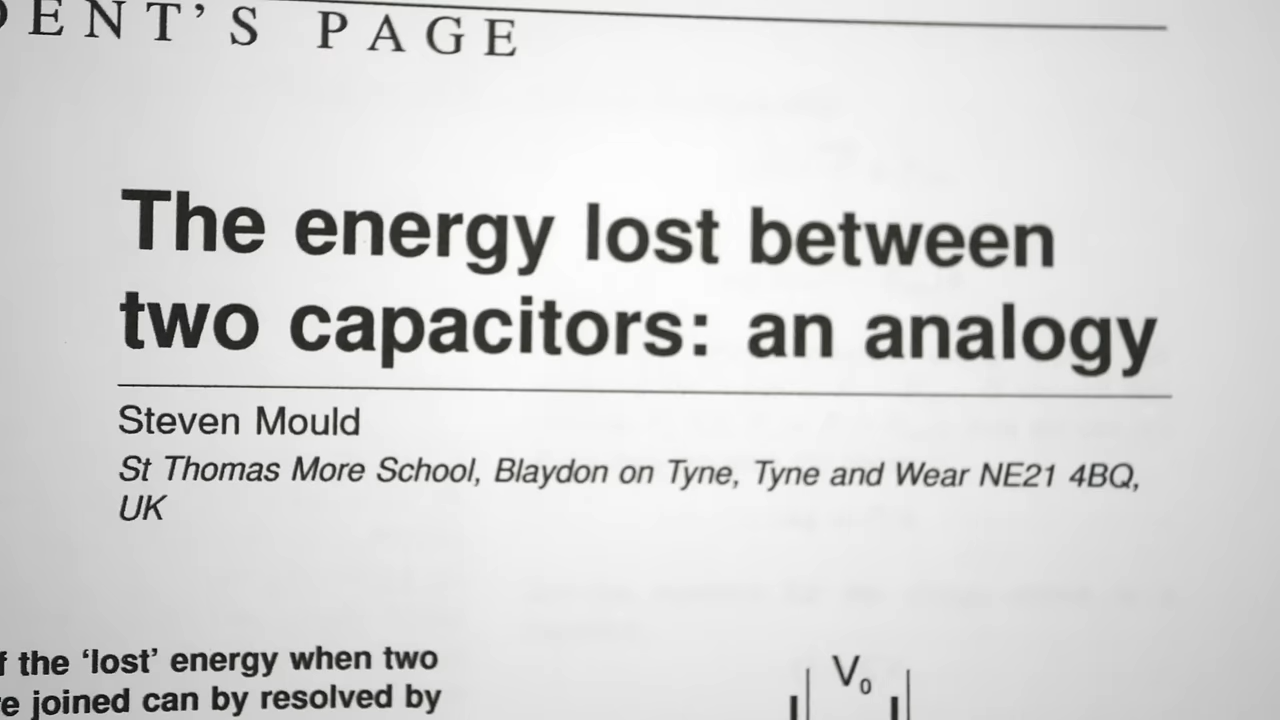 DENT'S PAGE
The energy lost between
two capacitors: an analogy
Steven Mould
St Thomas More School, Blaydon on Tyne, Tyne and Wear NE21 4BQ,
UK
f the ‘lost’ energy when two
e joined can by resolved by
V₀